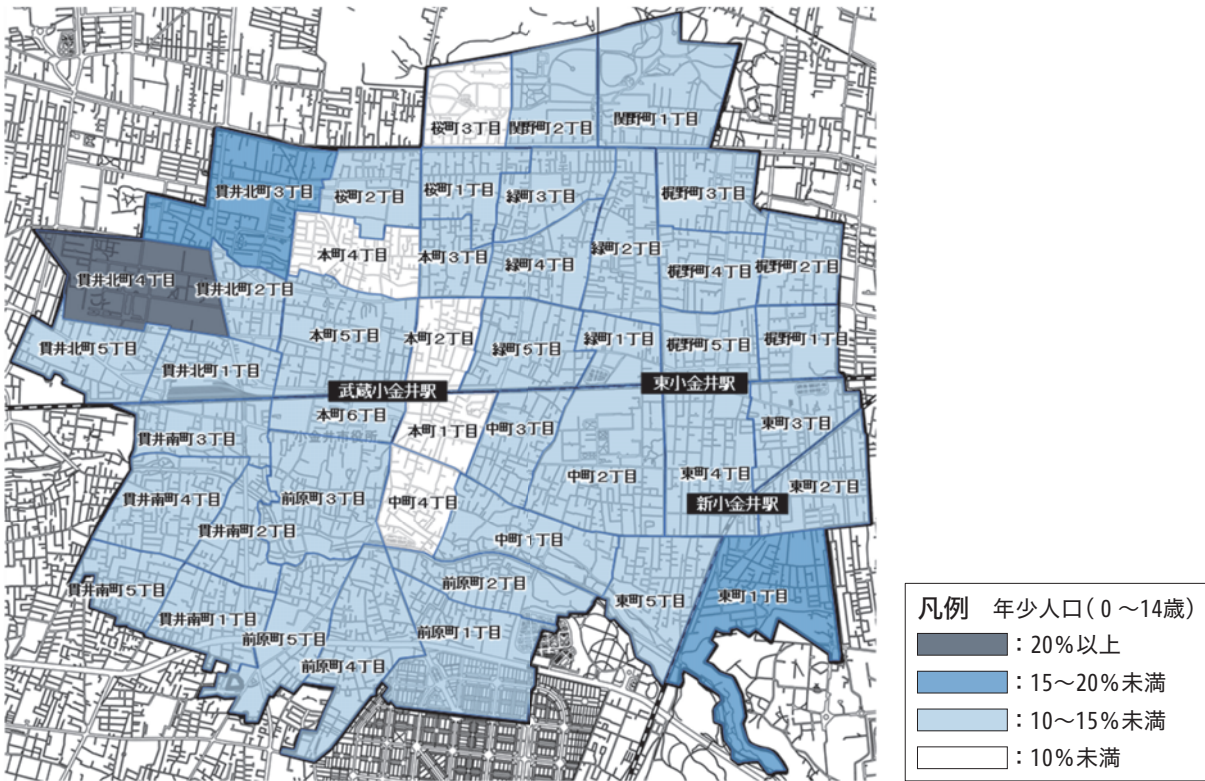 桜町3丁目
関野町2丁目
関野町1丁目
貫井北町3丁目
桜町2丁目
桜町1丁目
緑町3丁目
梶野町3丁目
本町4丁目
本町3丁目
緑町4丁目
緑町2丁目
梶野町4丁目
梶野町2丁目
貫井北町4丁目
貫井北町2丁目
貫井北町5丁目
貫井北町1丁目
本町5丁目
本町2丁目
緑町5丁目
緑町1丁目
梶野町5丁目
梶野町1丁目
武蔵小金井駅
東小金井駅
本町6丁目
小金井市役所
本町1丁目
中町3丁目
東町3丁目
貫井南町3丁目
貫井南町4丁目
前原町3丁目
中町4丁目
中町2丁目
東町4丁目
東町2丁目
新小金井駅
貫井南町2丁目
中町1丁目
貫井南町5丁目
前原町2丁目
東町5丁目
東町1丁目
貫井南町1丁目
前原町5丁目
前原町1丁目
前原町4丁目
凡例 年少人口(0～14歳)
：20％以上
：15～20％未満
：10～15％未満
：10％未満